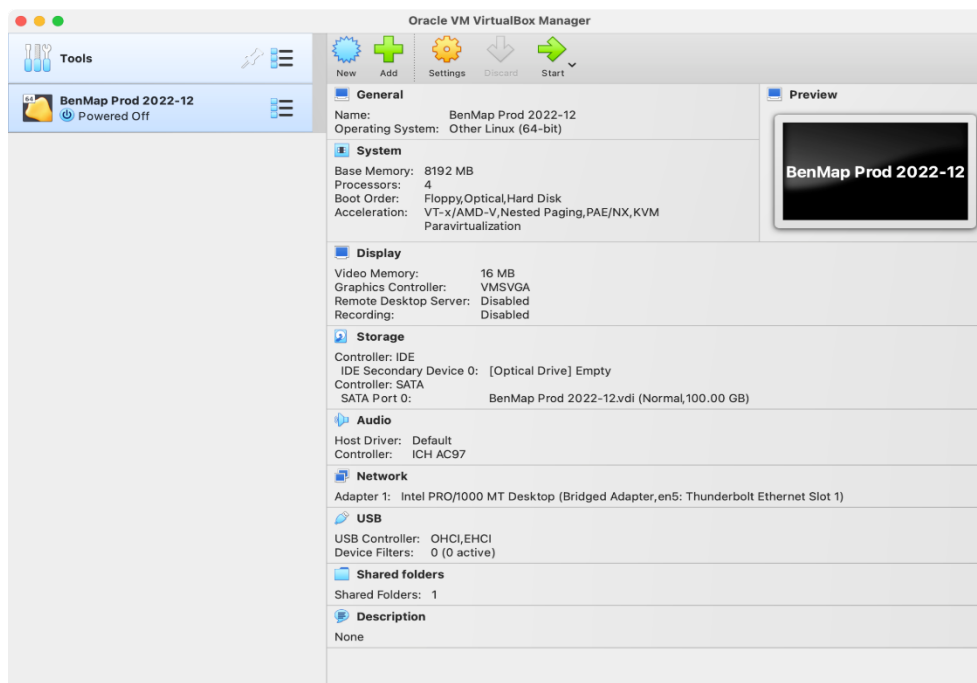 Oracle VM VirtualBox Manager
Tools
New Add Settings Discard Start
64
BenMap Prod 2022-12
Powered Off
General
Name: BenMap Prod 2022-12
Operating System: Other Linux (64-bit)
System
Base Memory: 8192 MB
Processors: 4
Boot Order: Floppy,Optical,Hard Disk
Acceleration: VT-x/AMD-V,Nested Paging,PAE/NX,KVM
Paravirtualization
Preview
BenMap Prod 2022-12
Display
Video Memory: 16 MB
Graphics Controller: VMSVGA
Remote Desktop Server: Disabled
Recording: Disabled
Storage
Controller: IDE
IDE Secondary Device 0: [Optical Drive] Empty
Controller: SATA
SATA Port 0: BenMap Prod 2022-12.vdi (Normal,100.00 GB)
Audio
Host Driver: Default
Controller: ICH AC97
Network
Adapter 1: Intel PRO/1000 MT Desktop (Bridged Adapter,en5: Thunderbolt Ethernet Slot 1)
USB
USB Controller: OHCI,EHCI
Device Filters: 0 (0 active)
Shared folders
Shared Folders: 1
Description
None